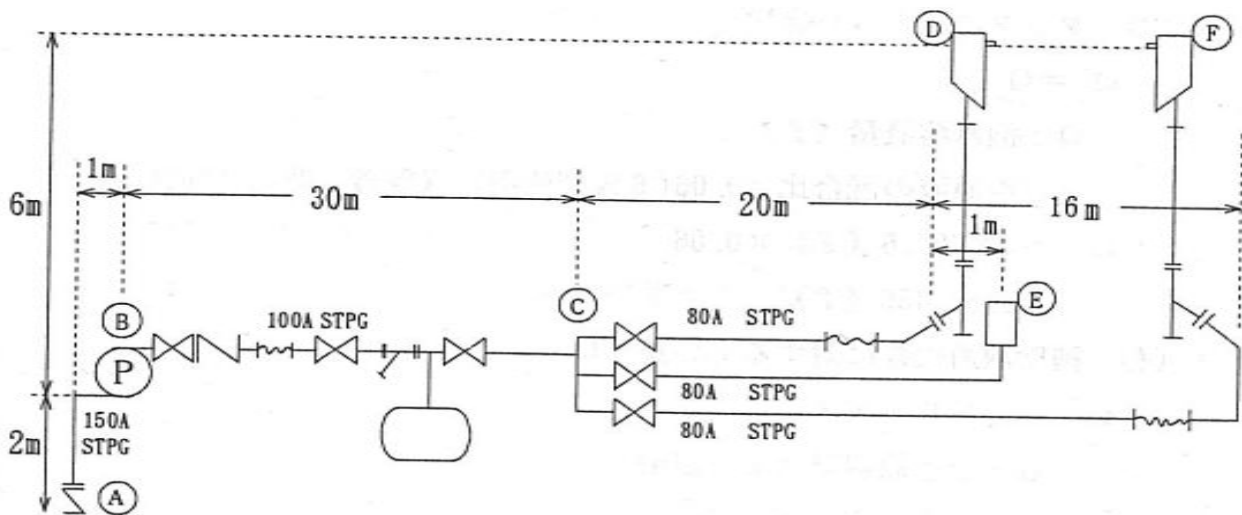 D
F
1m
6m
30m
20m
16m
1m
B
C
E
100A STPG
80A STPG
P
80A STPG
150A
STPG
80A STPG
2m
A